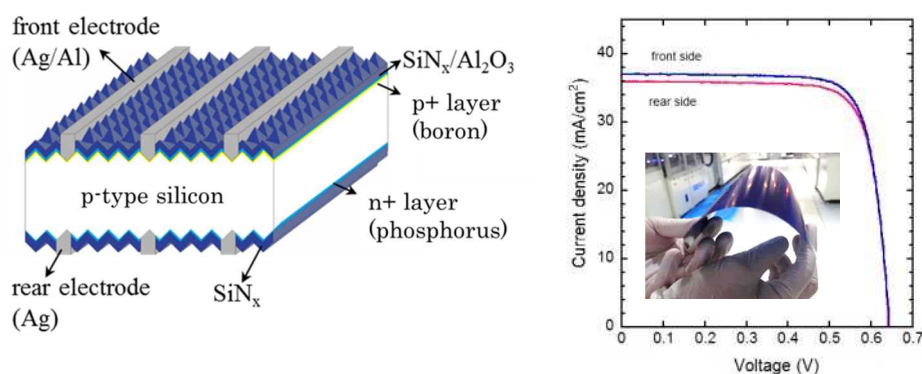 front electrode
(Ag/Al)
SiNx/Al2O3
p+ layer
(boron)
p-type silicon
n+ layer
(phosphorus)
rear electrode
(Ag)
SiNx
Current density (mA/cm2)
40
30
20
10
0
front side
rear side
0 0.1 0.2 0.3 0.4 0.5 0.6 0.7
Voltage (V)